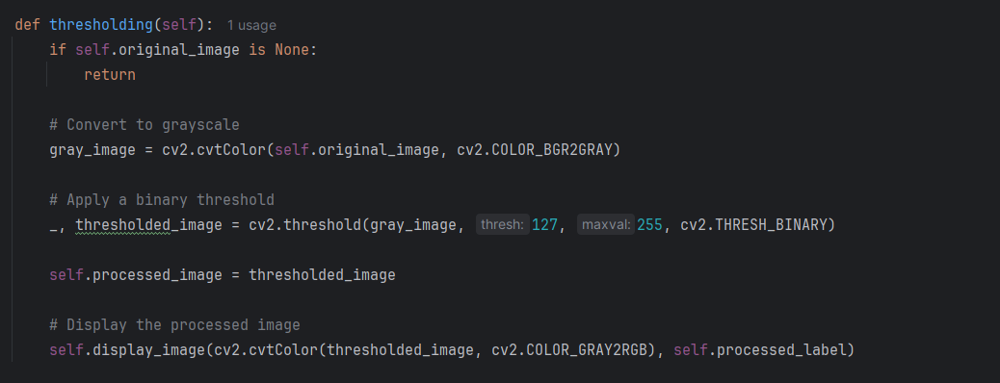 def thresholding(self): 1 usage
if self.original_image is None:
return
# Convert to grayscale
gray_image = cv2.cvtColor(self.original_image, cv2.COLOR_BGR2GRAY)
# Apply a binary threshold
_, thresholded_image = cv2.threshold(gray_image, thresh: 127, maxval: 255, cv2.THRESH_BINARY)
self.processed_image = thresholded_image
# Display the processed image
self.display_image(cv2.cvtColor(thresholded_image, cv2.COLOR_GRAY2RGB), self.processed_label)